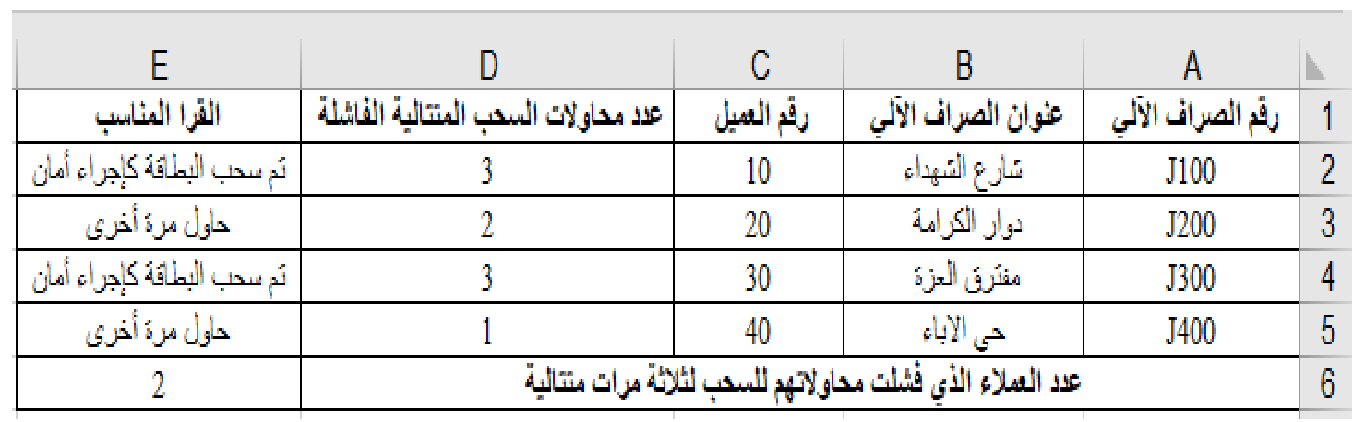 A B C D E
1 رقم الصراف الآلي عنوان الصراف الآلي رقم العميل عدد محاولات السحب المتتالية الفاشلة القرا المناسب
2 J100 شارع الشهداء 10 3 تم سحب البطاقة كإجراء أمان
3 J200 دوار الكرامة 20 2 حاول مرة أخرى
4 J300 مفترق العزة 30 3 تم سحب البطاقة كإجراء أمان
5 J400 حي الاباء 40 1 حاول مرة أخرى
6 عدد العملاء الذي فشلت محاولاتهم للسحب لثلاثة مرات متتالية 2